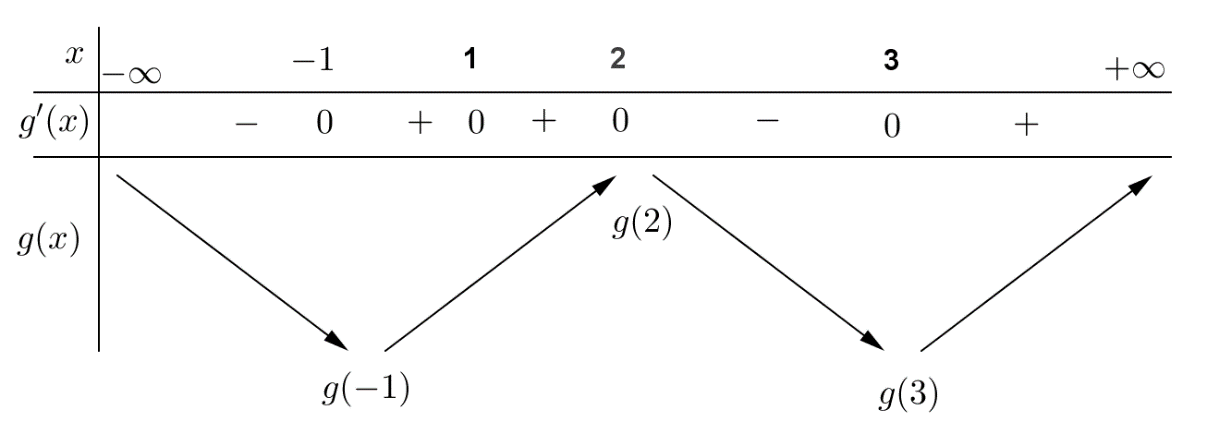 x −∞ −1 1 2 3 +∞
g′(x) − 0 + 0 + 0 − 0 +
g(x) g(2)
g(−1) g(3)